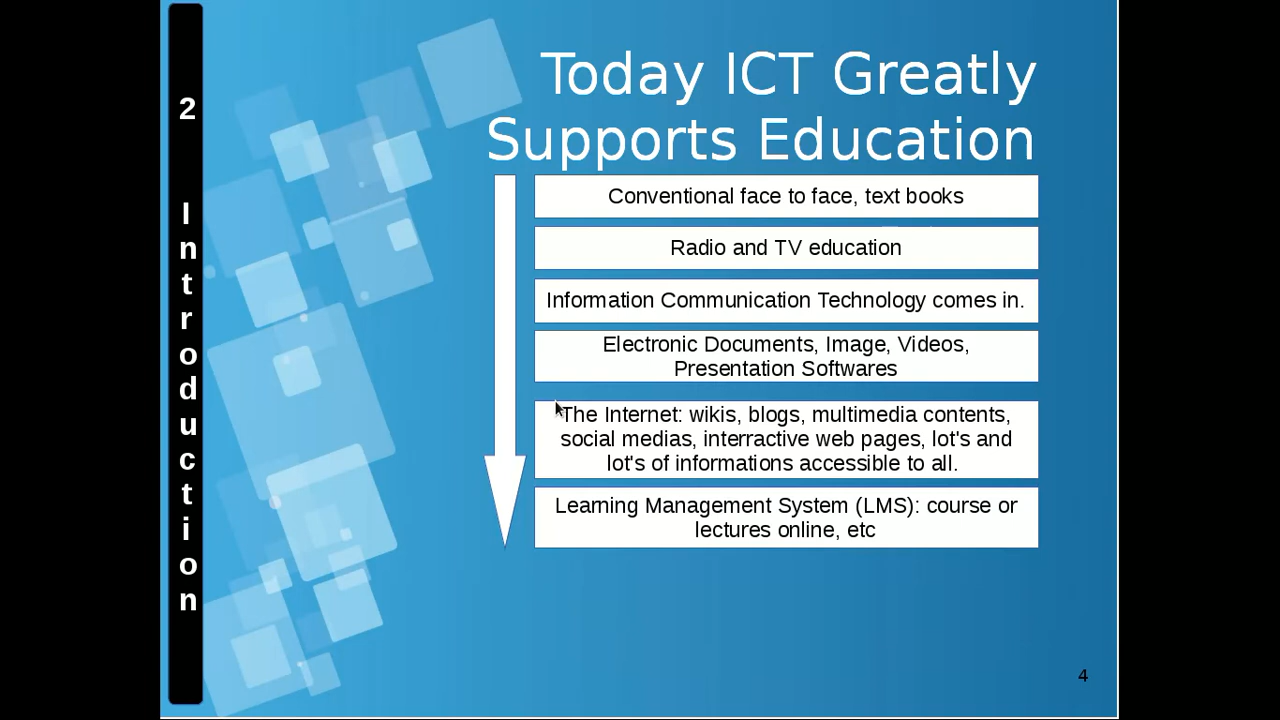 2
Introduction
Today ICT Greatly
Supports Education
Conventional face to face, text books
Radio and TV education
Information Communication Technology comes in.
Electronic Documents, Image, Videos,
Presentation Softwares
The Internet: wikis, blogs, multimedia contents,
social medias, interractive web pages, lot's and
lot's of informations accessible to all.
Learning Management System (LMS): course or
lectures online, etc
4